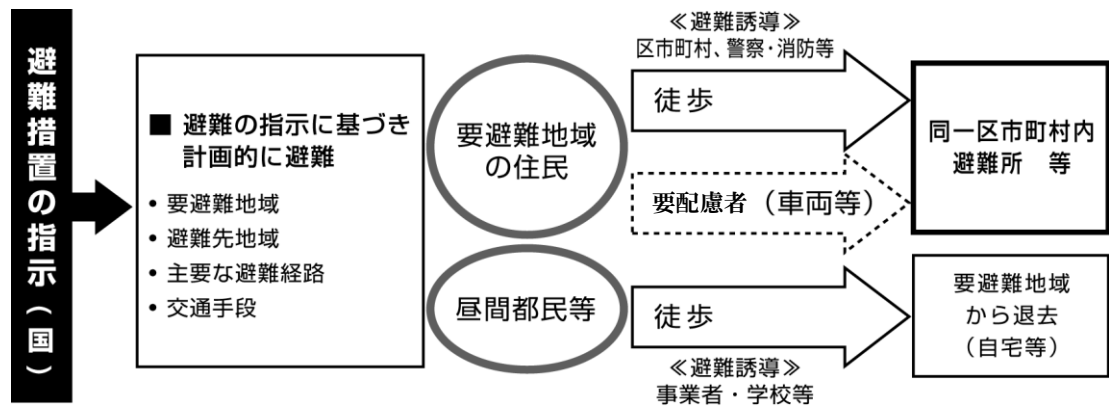 避難措置の指示（国）
■ 避難の指示に基づき
計画的に避難
• 要避難地域
• 避難先地域
• 主要な避難経路
• 交通手段
要避難地域
の住民
昼間都民等
≪避難誘導≫
区市町村、警察・消防等
徒歩
要配慮者（車両等）
徒歩
≪避難誘導≫
事業者・学校等
同一区市町村内
避難所　等
要避難地域
から退去
（自宅等）